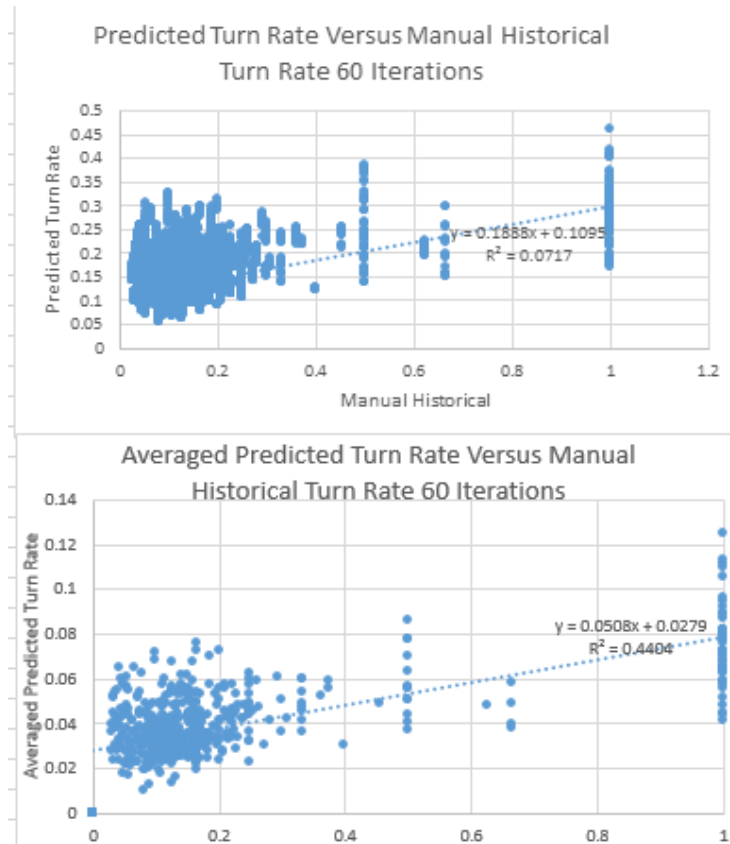 Predicted Turn Rate Versus Manual Historical
Turn Rate 60 Iterations
0.5
0.45
0.4
0.35
0.3
0.25
0.2
0.15
0.1
0.05
0
Predicted Turn Rate
y = 0.1888x + 0.1095
R² = 0.0717
0 0.2 0.4 0.6 0.8 1 1.2
Manual Historical
Averaged Predicted Turn Rate Versus Manual
Historical Turn Rate 60 Iterations
0.14
0.12
0.1
0.08
0.06
0.04
0.02
0
Averaged Predicted Turn Rate
y = 0.0508x + 0.0279
R² = 0.4404
0 0.2 0.4 0.6 0.8 1